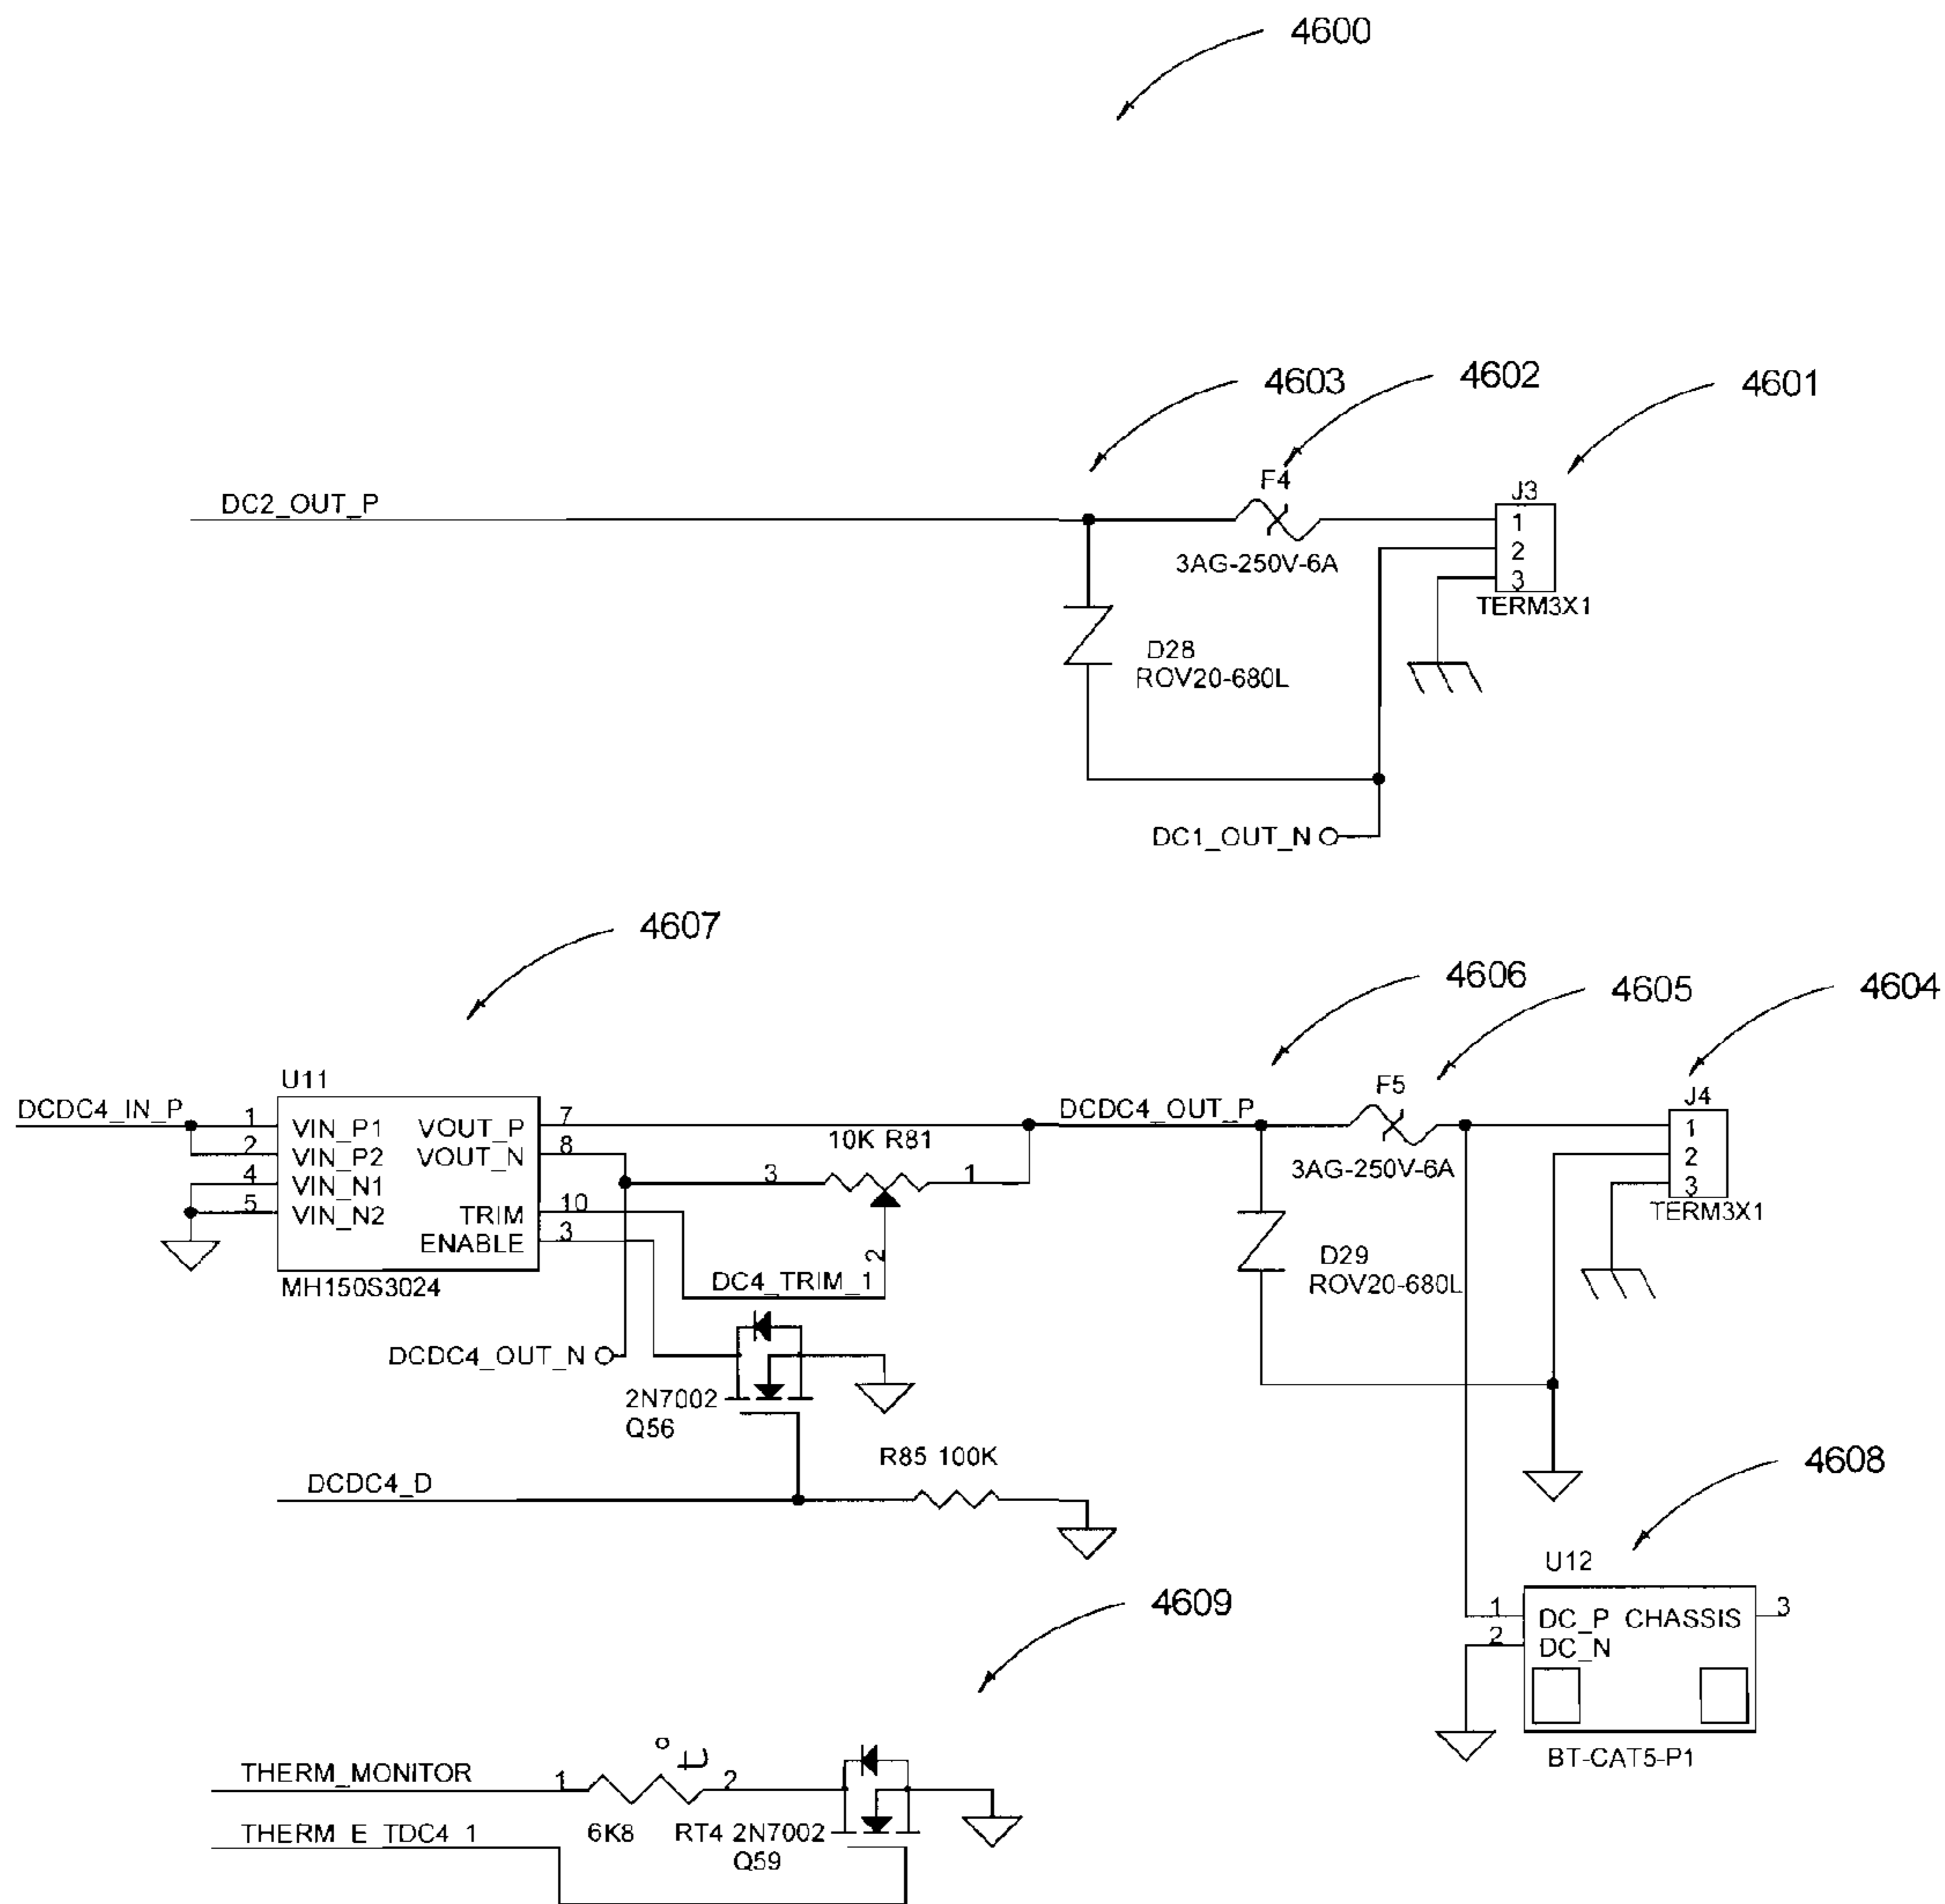 4600
4603
4602
4601
F4
J3
DC2_OUT_P
1
2
3
3AG-250V-6A
TERM3X1
D28
ROV20-680L
DC1_OUT_N
4607
4606
4605
4604
U11
F5
J4
DCDC4_IN_P
1
VIN_P1
VOUT_P
7
DCDC4_OUT_P
1
2
VIN_P2
VOUT_N
8
10K R81
2
4
VIN_N1
3
1
3AG-250V-6A
3
5
VIN_N2
TRIM
10
TERM3X1
ENABLE
3
2
D29
MH150S3024
DC4_TRIM_1
ROV20-680L
DCDC4_OUT_N
2N7002
Q56
R85 100K
4608
DCDC4_D
U12
4609
1
DC_P CHASSIS
3
2
DC_N
BT-CAT5-P1
THERM_MONITOR
1
2
THERM_E_TDC4_1
6K8
RT4 2N7002
Q59